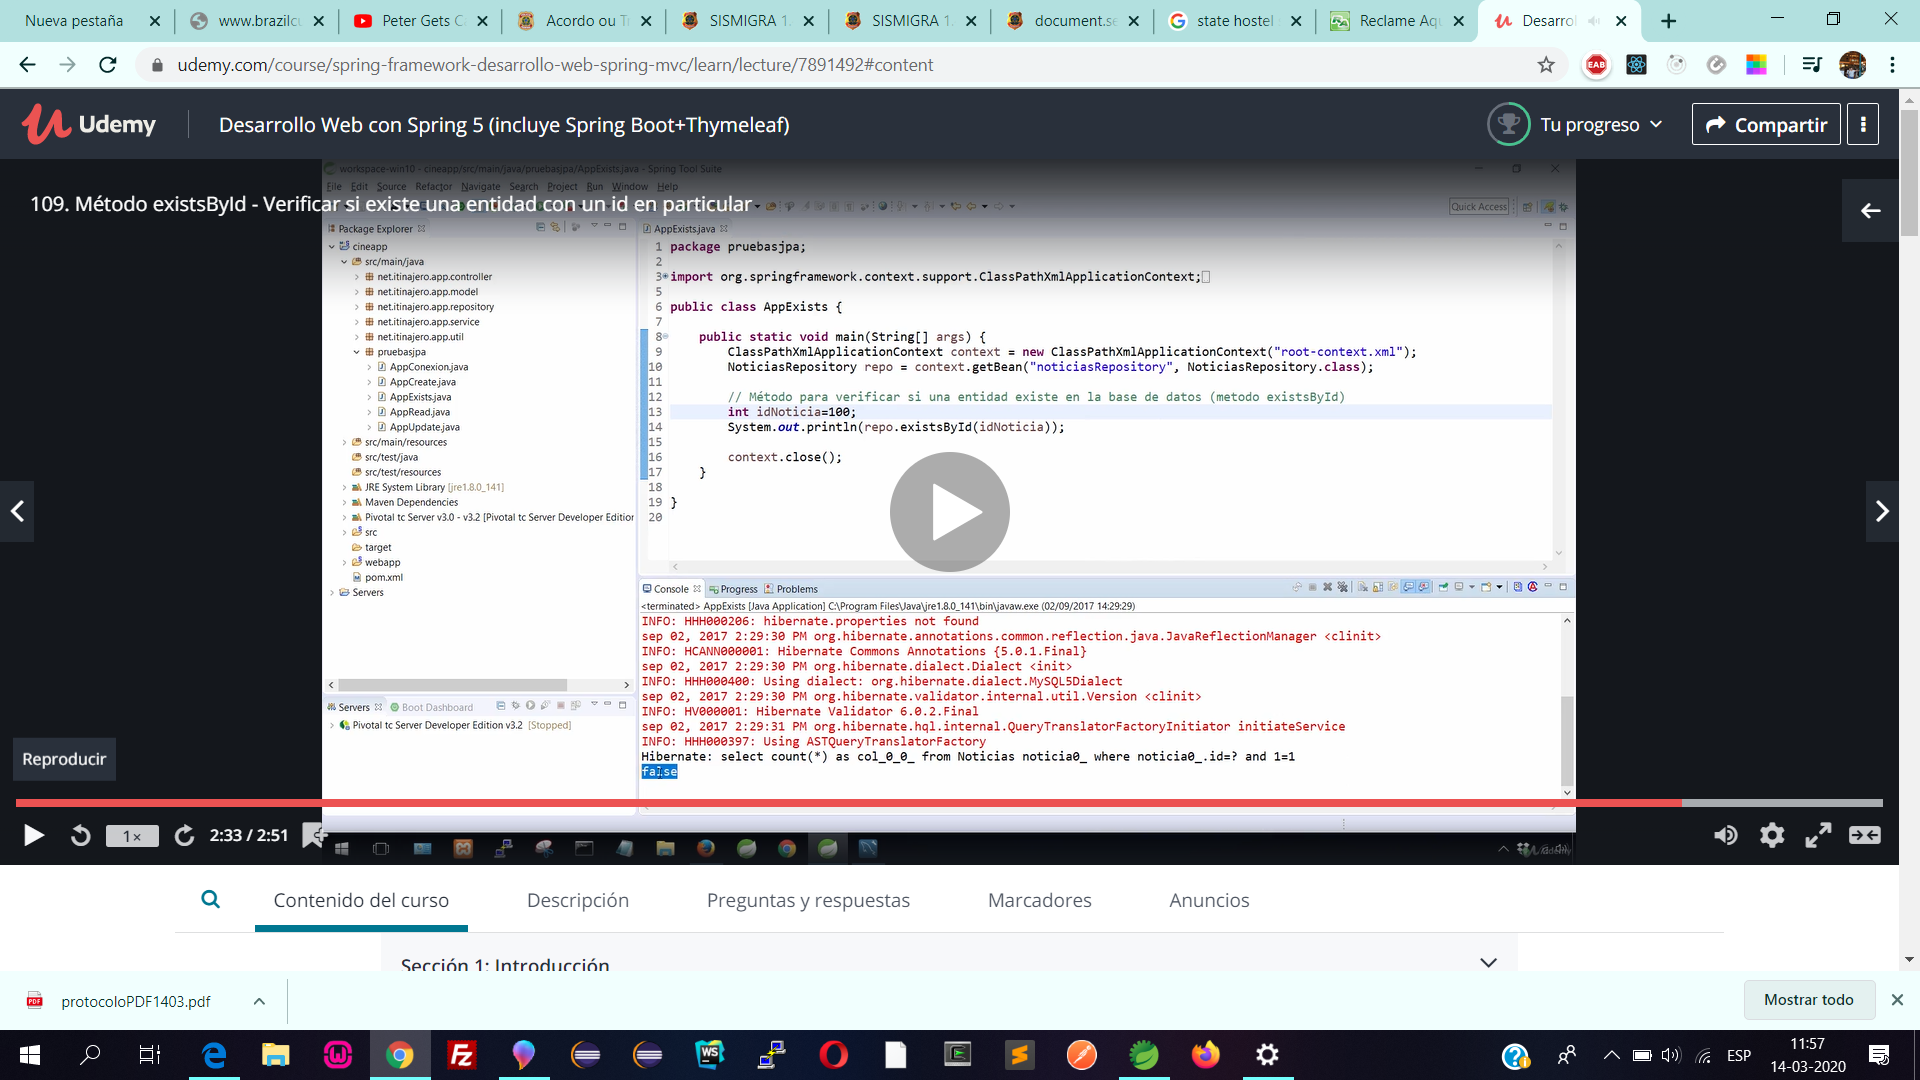 Nueva pestaña
www.brazilcu
Peter Gets C
Acordo ou T
SISMIGRA 1.
SISMIGRA 1.
document.se
state hostel
Reclame Aqu
Desarrol
udemy.com/course/spring-framework-desarrollo-web-spring-mvc/learn/lecture/7891492#content
Udemy
Desarrollo Web con Spring 5 (incluye Spring Boot+Thymeleaf)
Tu progreso
Compartir
workspace-win10 - cineapp/src/main/java/pruebasjpa/AppExists.java - Spring Tool Suite
File Edit Source Refactor Navigate Search Project Run Window Help
109. Método existsById - Verificar si existe una entidad con un id en particular
Quick Access
Package Explorer
cineapp
src/main/java
net.itinajero.app.controller
net.itinajero.app.model
net.itinajero.app.repository
net.itinajero.app.service
net.itinajero.app.util
pruebasjpa
AppConexion.java
AppCreate.java
AppExists.java
AppRead.java
AppUpdate.java
src/main/resources
src/test/java
src/test/resources
JRE System Library [jre1.8.0_141]
Maven Dependencies
Pivotal tc Server v3.0 - v3.2 [Pivotal tc Server Developer Edition
src
target
webapp
pom.xml
Servers
AppExists.java
1 package pruebasjpa;
2
3 import org.springframework.context.support.ClassPathXmlApplicationContext;
5
6 public class AppExists {
7
8 public static void main(String[] args) {
9 ClassPathXmlApplicationContext context = new ClassPathXmlApplicationContext("root-context.xml");
10 NoticiasRepository repo = context.getBean("noticiasRepository", NoticiasRepository.class);
11
12 // Método para verificar si una entidad existe en la base de datos (metodo existsById)
13 int idNoticia=100;
14 System.out.println(repo.existsById(idNoticia));
15
16 context.close();
17 }
18
19 }
20
Console Progress Problems
<terminated> AppExists [Java Application] C:\Program Files\Java\jre1.8.0_141\bin\javaw.exe (02/09/2017 14:29:29)
INFO: HHH000206: hibernate.properties not found
sep 02, 2017 2:29:30 PM org.hibernate.annotations.common.reflection.java.JavaReflectionManager <clinit>
INFO: HCANN000001: Hibernate Commons Annotations {5.0.1.Final}
sep 02, 2017 2:29:30 PM org.hibernate.dialect.Dialect <init>
INFO: HHH000400: Using dialect: org.hibernate.dialect.MySQL5Dialect
sep 02, 2017 2:29:30 PM org.hibernate.validator.internal.util.Version <clinit>
INFO: HV000001: Hibernate Validator 6.0.2.Final
sep 02, 2017 2:29:31 PM org.hibernate.hql.internal.QueryTranslatorFactoryInitiator initiateService
INFO: HHH000397: Using ASTQueryTranslatorFactory
Hibernate: select count(*) as col_0_0_ from Noticias noticia0_ where noticia0_.id=? and 1=1
false
Servers Boot Dashboard
Pivotal tc Server Developer Edition v3.2 [Stopped]
Reproducir
1×
2:33 / 2:51
Contenido del curso
Descripción
Preguntas y respuestas
Marcadores
Anuncios
Sección 1: Introducción
protocoloPDF1403.pdf
Mostrar todo
ESP
11:57
14-03-2020